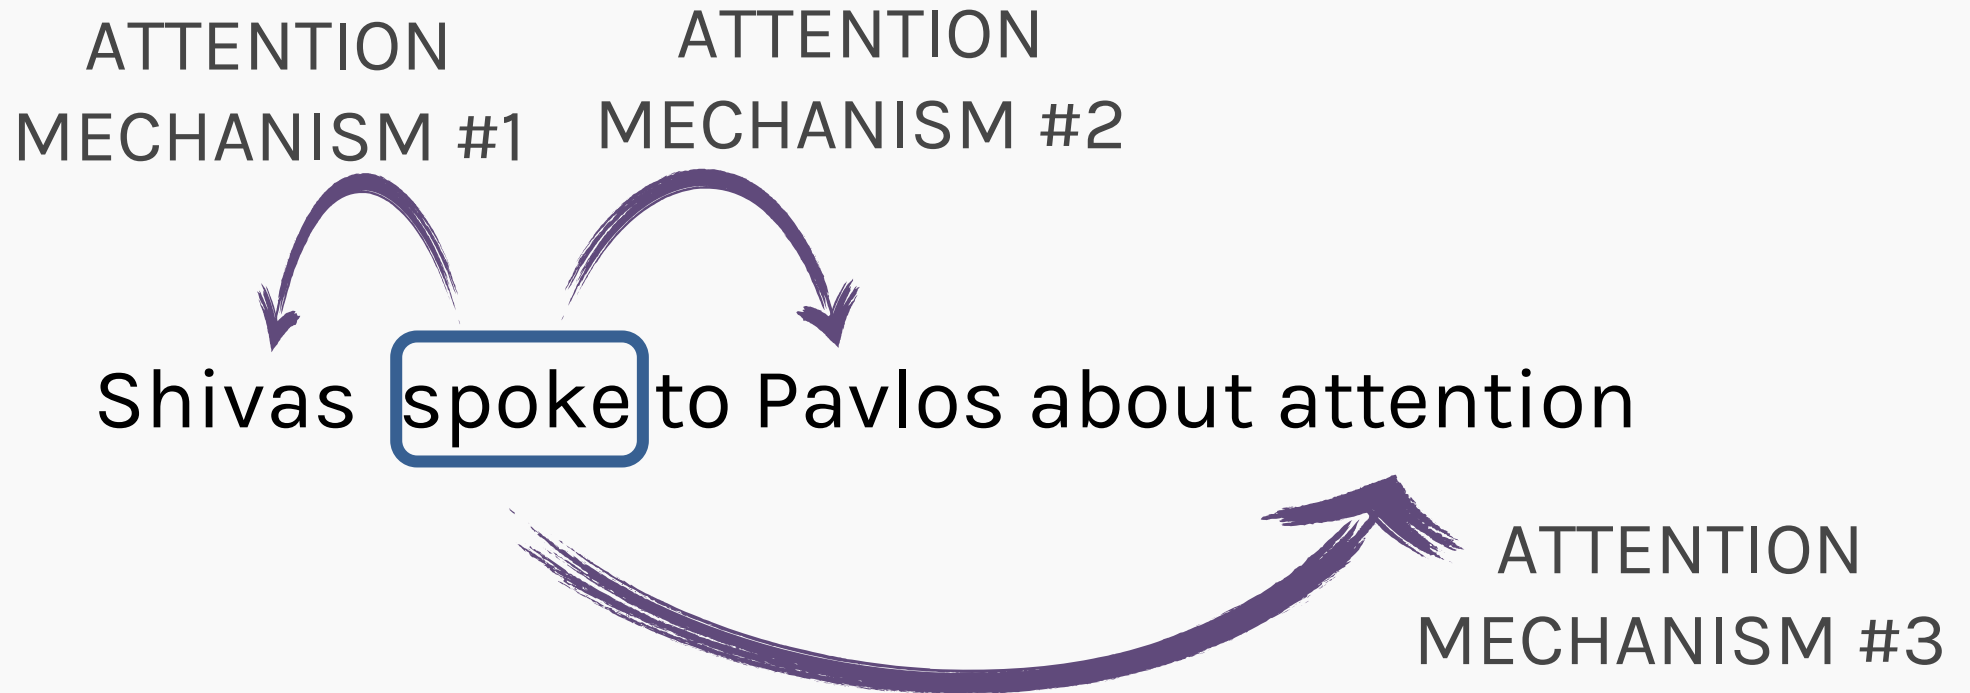 ATTENTION
MECHANISM #1
ATTENTION
MECHANISM #2
Shivas spoke to Pavlos about attention
ATTENTION
MECHANISM #3